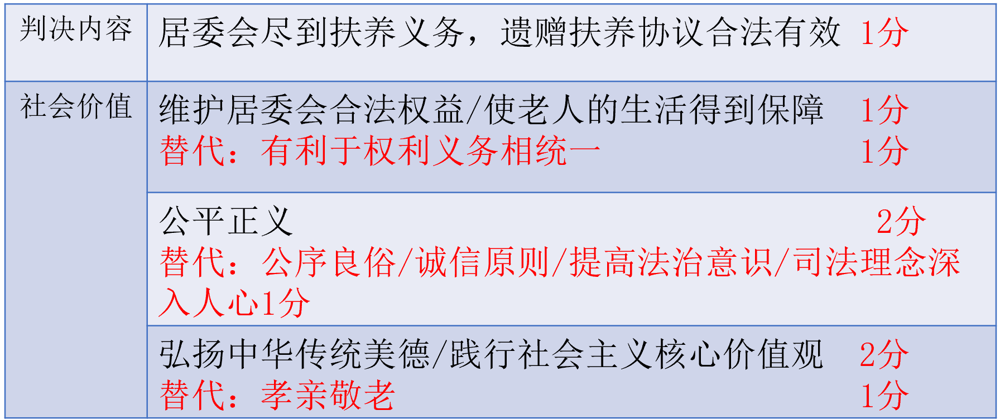 判决内容
居委会尽到扶养义务，遗赠扶养协议合法有效 1分
社会价值
维护居委会合法权益/使老人的生活得到保障 1分
替代：有利于权利义务相统一 1分
公平正义 2分
替代：公序良俗/诚信原则/提高法治意识/司法理念深
入人心1分
弘扬中华传统美德/践行社会主义核心价值观 2分
替代：孝亲敬老 1分